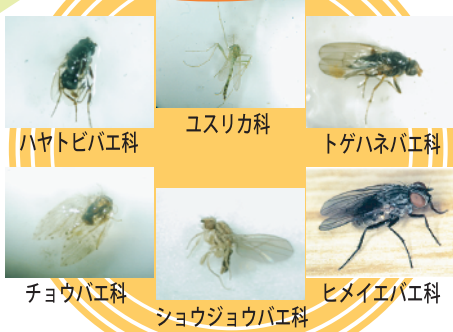 ハヤトビバエ科
ユスリカ科
トゲハネバエ科
チョウバエ科
ショウジョウバエ科
ヒメイエバエ科